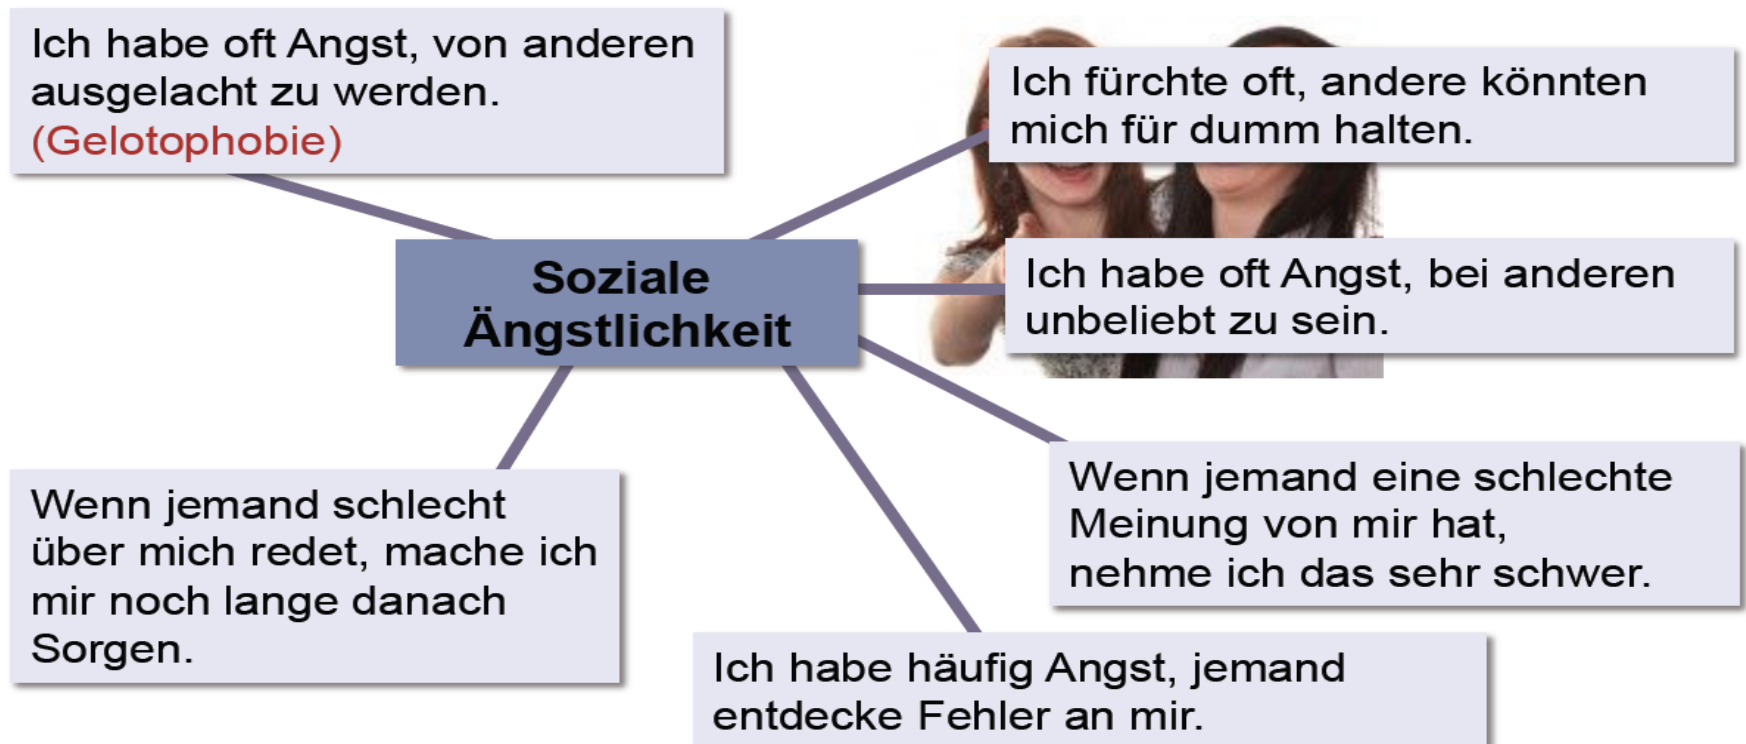 Ich habe oft Angst, von anderen
ausgelacht zu werden.
(Gelotophobie)
Ich fürchte oft, andere könnten
mich für dumm halten.
Soziale
Ängstlichkeit
Ich habe oft Angst, bei anderen
unbeliebt zu sein.
Wenn jemand schlecht
über mich redet, mache ich
mir noch lange danach
Sorgen.
Wenn jemand eine schlechte
Meinung von mir hat,
nehme ich das sehr schwer.
Ich habe häufig Angst, jemand
entdecke Fehler an mir.